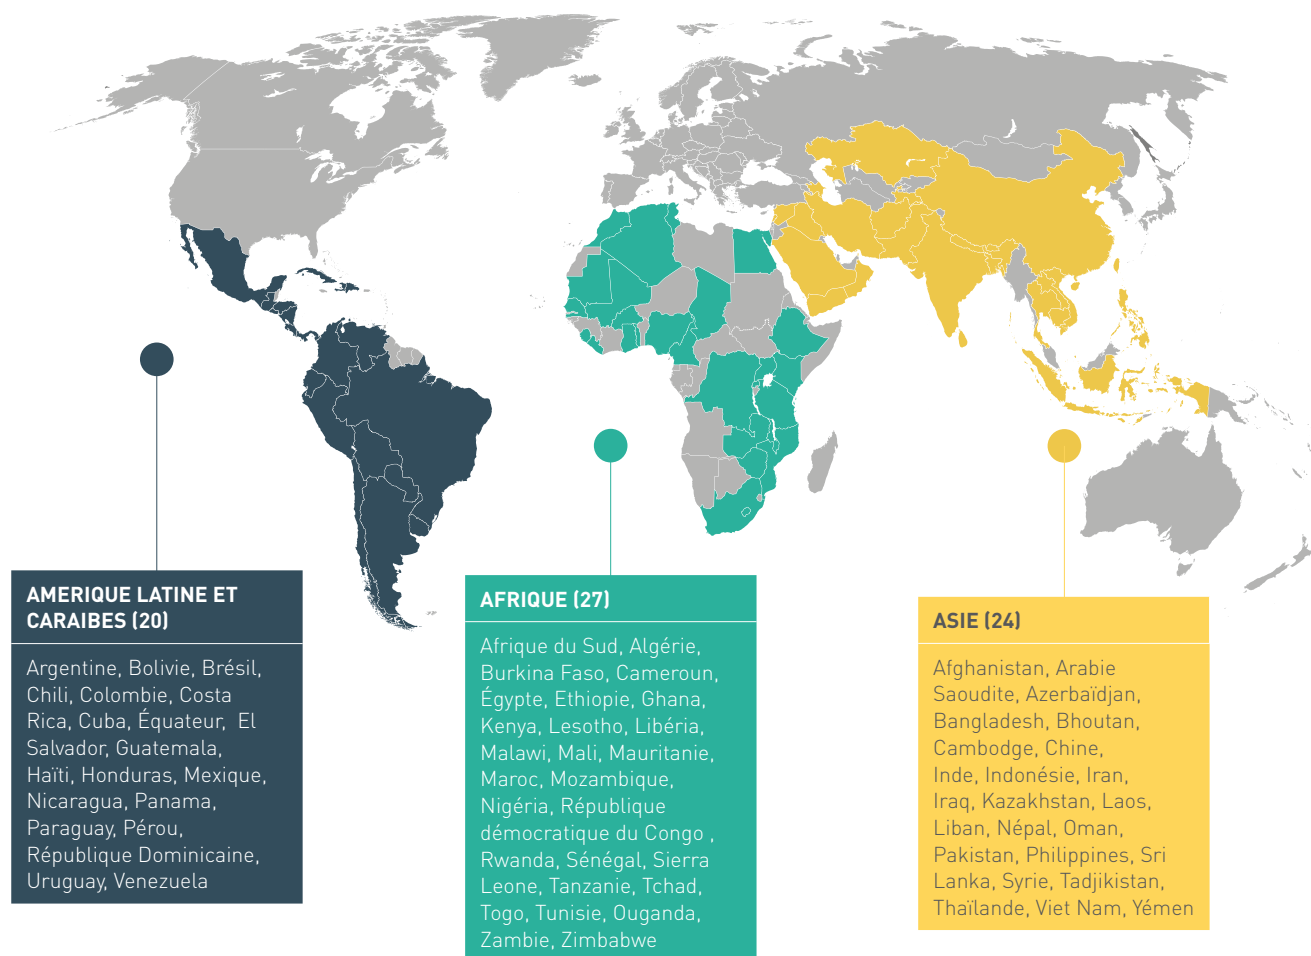 AMERIQUE LATINE ET
CARAIBES (20)
Argentine, Bolivie, Brésil,
Chili, Colombie, Costa
Rica, Cuba, Équateur,  El
Salvador, Guatemala,
Haïti, Honduras, Mexique,
Nicaragua, Panama,
Paraguay, Pérou,
République Dominicaine,
Uruguay, Venezuela
AFRIQUE (27)
Afrique du Sud, Algérie,
Burkina Faso, Cameroun,
Égypte, Ethiopie, Ghana,
Kenya, Lesotho, Libéria,
Malawi, Mali, Mauritanie,
Maroc, Mozambique,
Nigéria, République
démocratique du Congo ,
Rwanda, Sénégal, Sierra
Leone, Tanzanie, Tchad,
Togo, Tunisie, Ouganda,
Zambie, Zimbabwe
ASIE (24)
Afghanistan, Arabie
Saoudite, Azerbaïdjan,
Bangladesh, Bhoutan,
Cambodge, Chine,
Inde, Indonésie, Iran,
Iraq, Kazakhstan, Laos,
Liban, Népal, Oman,
Pakistan, Philippines, Sri
Lanka, Syrie, Tadjikistan,
Thaïlande, Viet Nam, Yémen